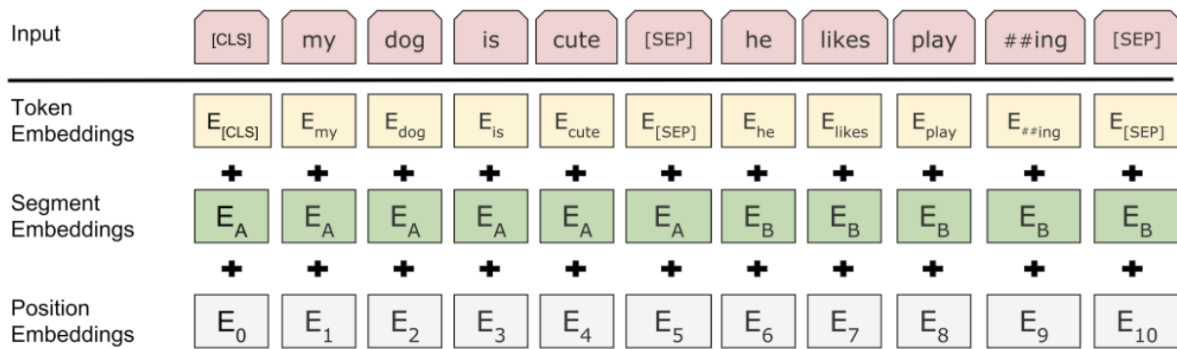 Input [CLS] my dog is cute [SEP] he likes play ##ing [SEP]
Token
Embeddings E[CLS] Emy Edog Eis Ecute E[SEP] Ehe Elikes Eplay E##ing E[SEP]
+ + + + + + + + + + +
Segment
Embeddings EA EA EA EA EA EA EB EB EB EB EB
+ + + + + + + + + + +
Position
Embeddings E0 E1 E2 E3 E4 E5 E6 E7 E8 E9 E10